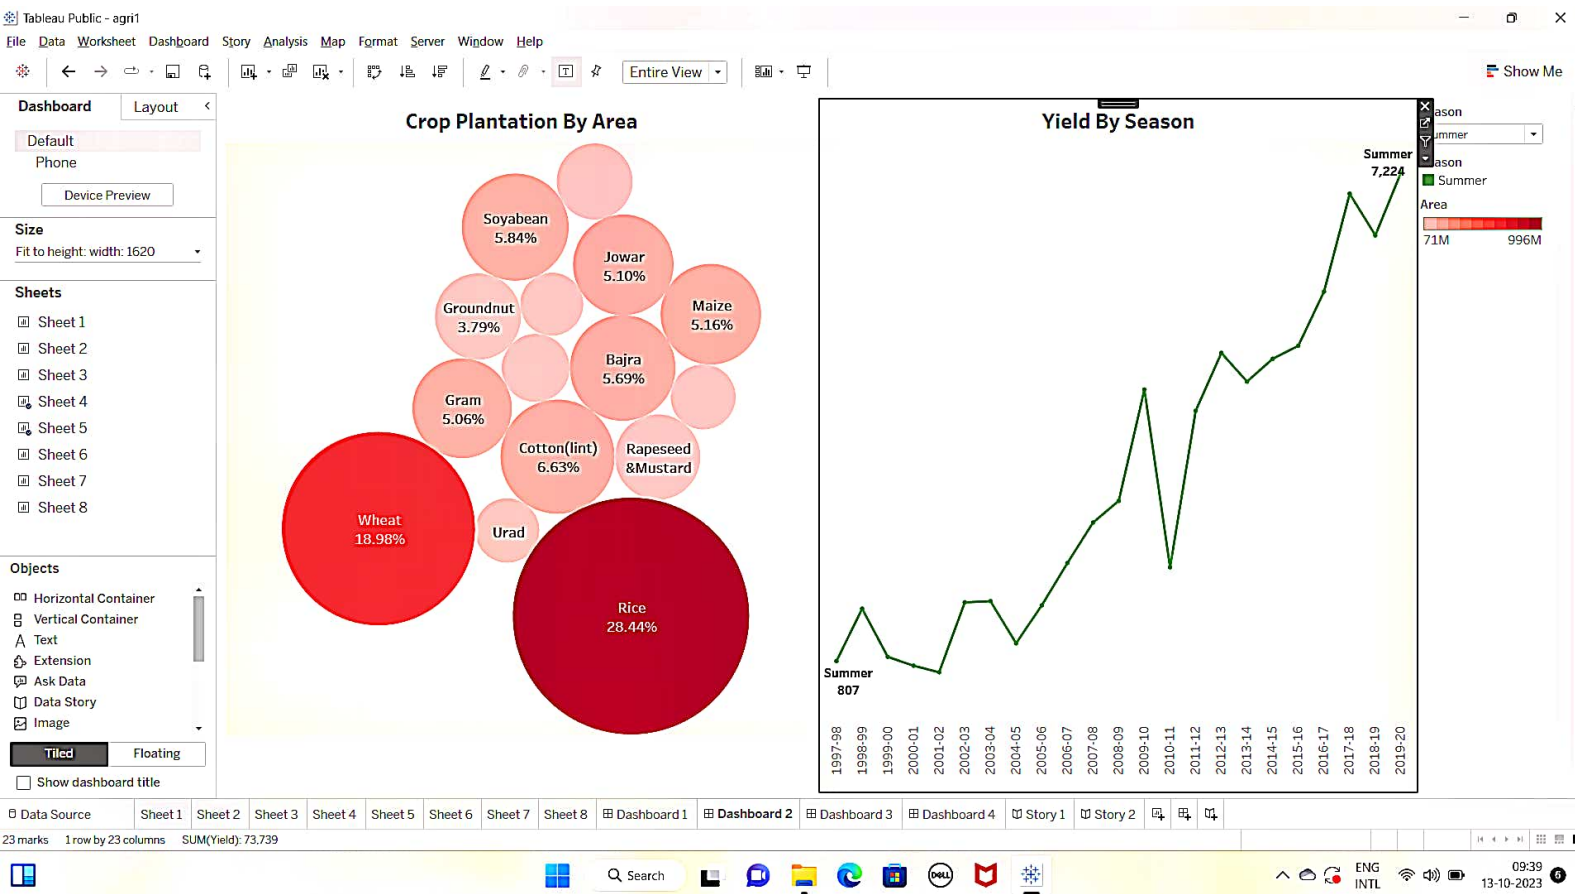 Tableau Public - agri1
File Data Worksheet Dashboard Story Analysis Map Format Server Window Help
Entire View
Show Me
Dashboard
Layout
Default
Phone
Device Preview
Size
Fit to height: width: 1620
Sheets
Sheet 1
Sheet 2
Sheet 3
Sheet 4
Sheet 5
Sheet 6
Sheet 7
Sheet 8
Objects
Horizontal Container
Vertical Container
Text
Extension
Ask Data
Data Story
Image
Tiled
Floating
Show dashboard title
Crop Plantation By Area
Soyabean
5.84%
Jowar
5.10%
Groundnut
3.79%
Maize
5.16%
Bajra
5.69%
Gram
5.06%
Cotton(lint)
6.63%
Rapeseed
&Mustard
Wheat
18.98%
Urad
Rice
28.44%
Yield By Season
Summer
7,224
Summer
807
1997-98
1998-99
1999-00
2000-01
2001-02
2002-03
2003-04
2004-05
2005-06
2006-07
2007-08
2008-09
2009-10
2010-11
2011-12
2012-13
2013-14
2014-15
2015-16
2016-17
2017-18
2018-19
2019-20
ason
ummer
ason
Summer
Area
71M 996M
Data Source Sheet 1 Sheet 2 Sheet 3 Sheet 4 Sheet 5 Sheet 6 Sheet 7 Sheet 8 Dashboard 1 Dashboard 2 Dashboard 3 Dashboard 4 Story 1 Story 2
23 marks 1 row by 23 columns SUM(Yield): 73,739
Search
DELL
ENG
INTL
09:39
13-10-2023